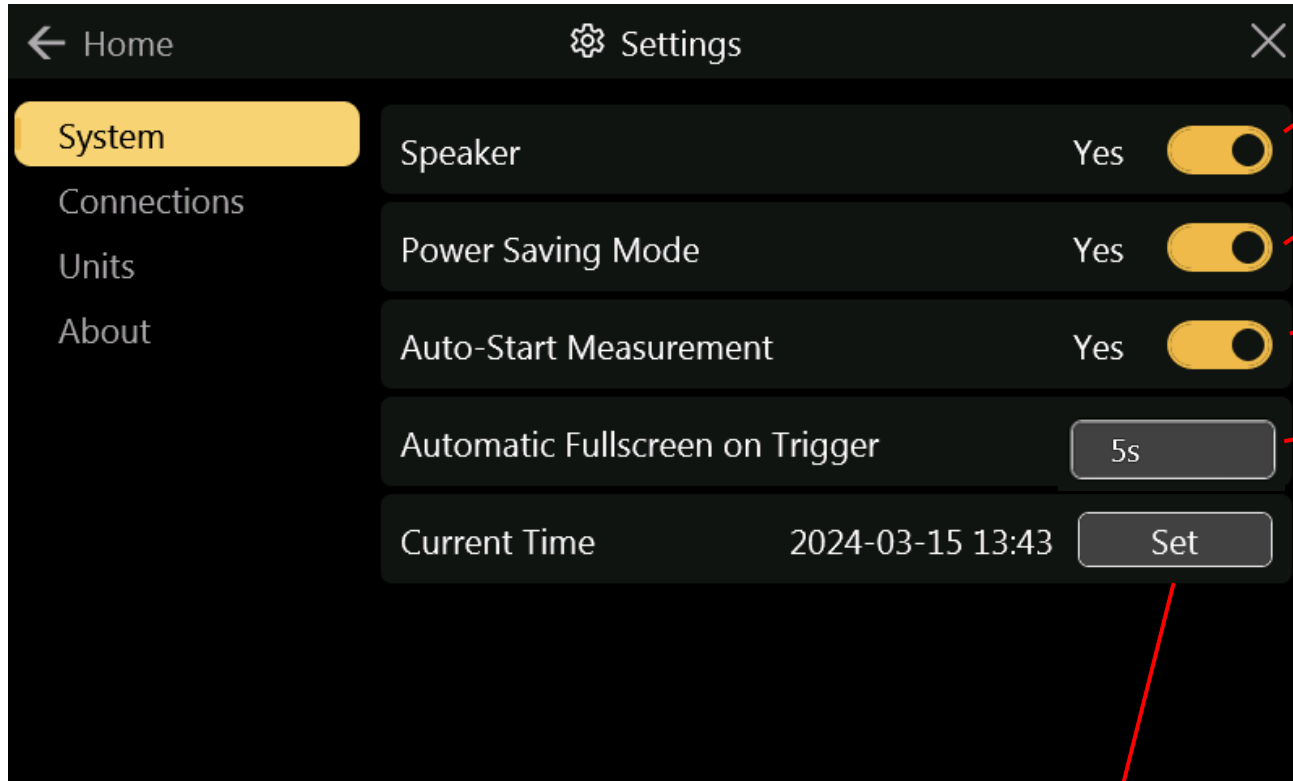 Home
Settings
System
Connections
Units
About
Speaker Yes
Power Saving Mode Yes
Auto-Start Measurement Yes
Automatic Fullscreen on Trigger 5s
Current Time 2024-03-15 13:43 Set